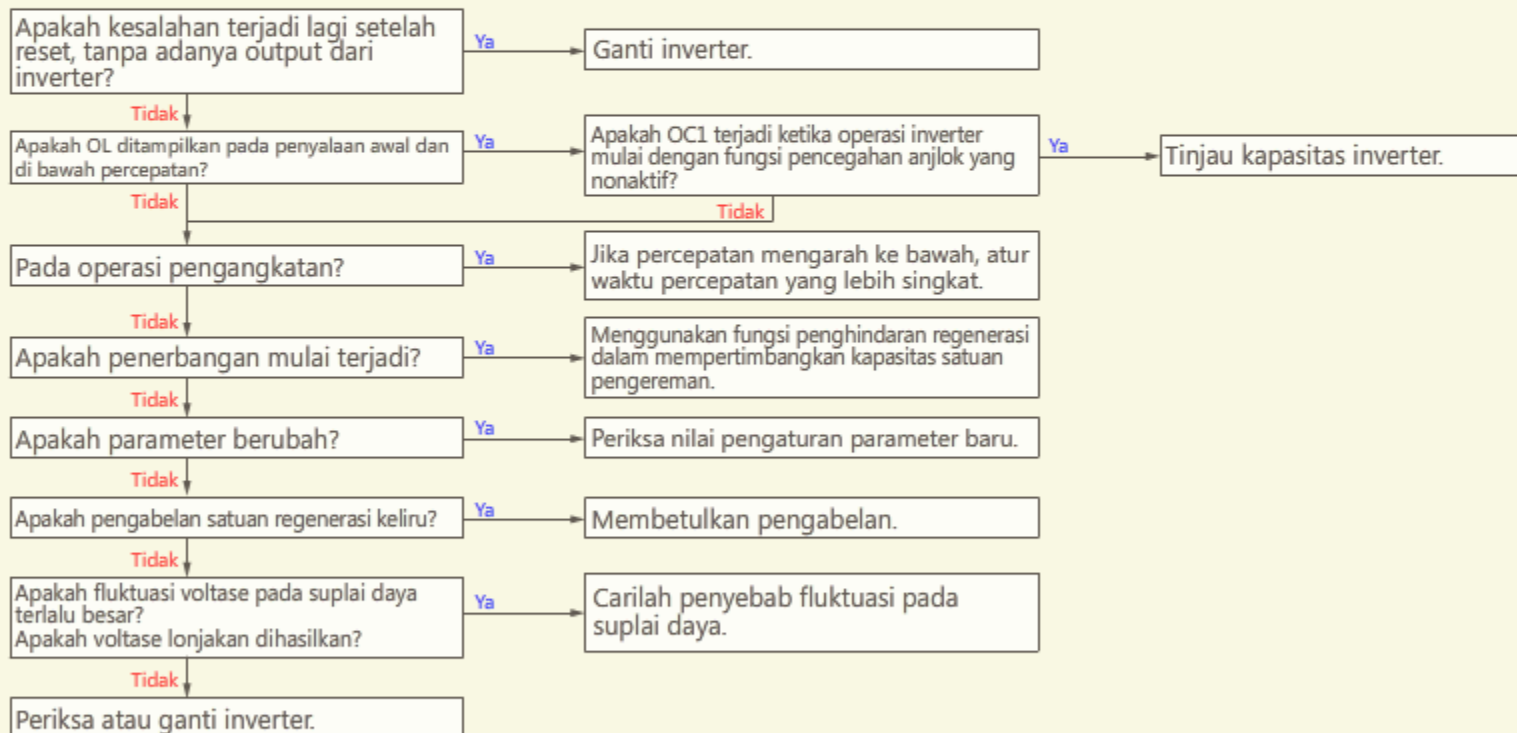 Apakah kesalahan terjadi lagi setelah
reset, tanpa adanya output dari
inverter?
Ya
Ganti inverter.
Tidak
Apakah OL ditampilkan pada penyalaan awal dan
di bawah percepatan?
Ya
Apakah OC1 terjadi ketika operasi inverter
mulai dengan fungsi pencegahan anjlok yang
nonaktif?
Ya
Tinjau kapasitas inverter.
Tidak
Tidak
Pada operasi pengangkatan?
Ya
Jika percepatan mengarah ke bawah, atur
waktu percepatan yang lebih singkat.
Tidak
Apakah penerbangan mulai terjadi?
Ya
Menggunakan fungsi penghindaran regenerasi
dalam mempertimbangkan kapasitas satuan
pengereman.
Tidak
Apakah parameter berubah?
Ya
Periksa nilai pengaturan parameter baru.
Tidak
Apakah pengabelan satuan regenerasi keliru?
Ya
Membetulkan pengabelan.
Tidak
Apakah fluktuasi voltase pada suplai daya
terlalu besar?
Apakah voltase lonjakan dihasilkan?
Ya
Carilah penyebab fluktuasi pada
suplai daya.
Tidak
Periksa atau ganti inverter.